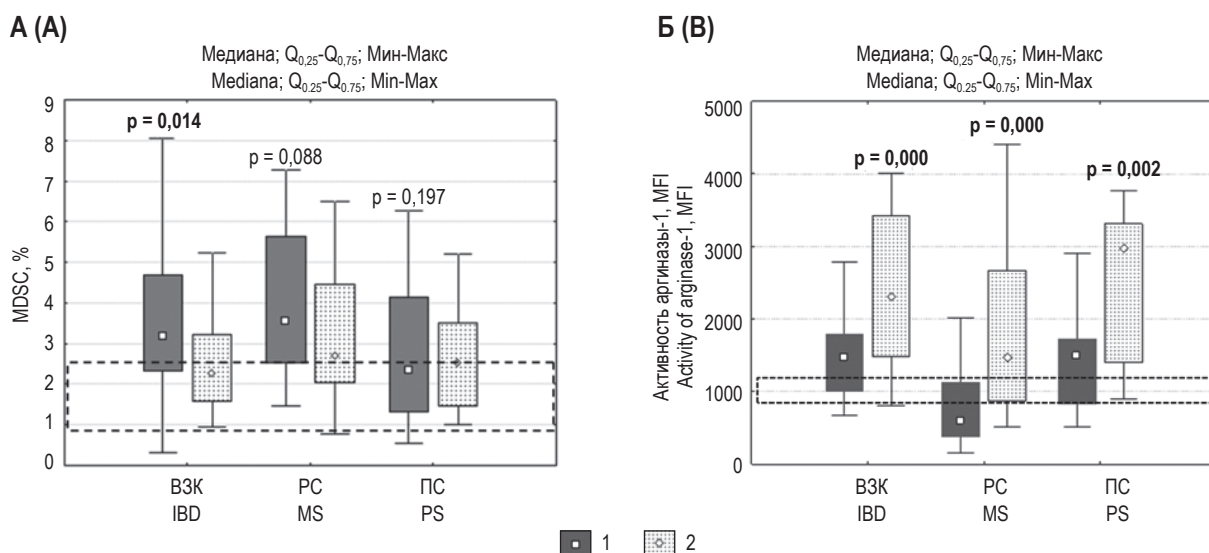 А (A)
Медиана; Q0,25-Q0,75; Мин-Макс
Mediana; Q0.25-Q0.75; Min-Max
MDSC, %
9
8
7
6
5
4
3
2
1
0
p = 0,014
p = 0,088
p = 0,197
ВЗК
IBD
РС
MS
ПС
PS
Б (B)
Медиана; Q0,25-Q0,75; Мин-Макс
Mediana; Q0.25-Q0.75; Min-Max
Активность аргиназы-1, MFI
Activity of arginase-1, MFI
5000
4000
3000
2000
1000
0
p = 0,000
p = 0,000
p = 0,002
ВЗК
IBD
РС
MS
ПС
PS
1
2